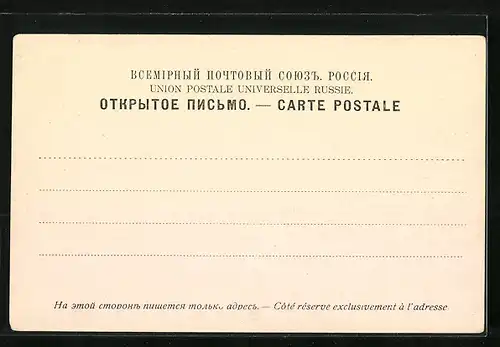 ВСЕМІРНЫЙ ПОЧТОВЫЙ СОЮЗЪ. РОССІЯ.
UNION POSTALE UNIVERSELLE RUSSIE.
ОТКРЫТОЕ ПИСЬМО. — CARTE POSTALE
На этой сторонѣ пишется только адресъ. — Côté réserve exclusivement à l'adresse